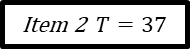 Item 2 T = 37